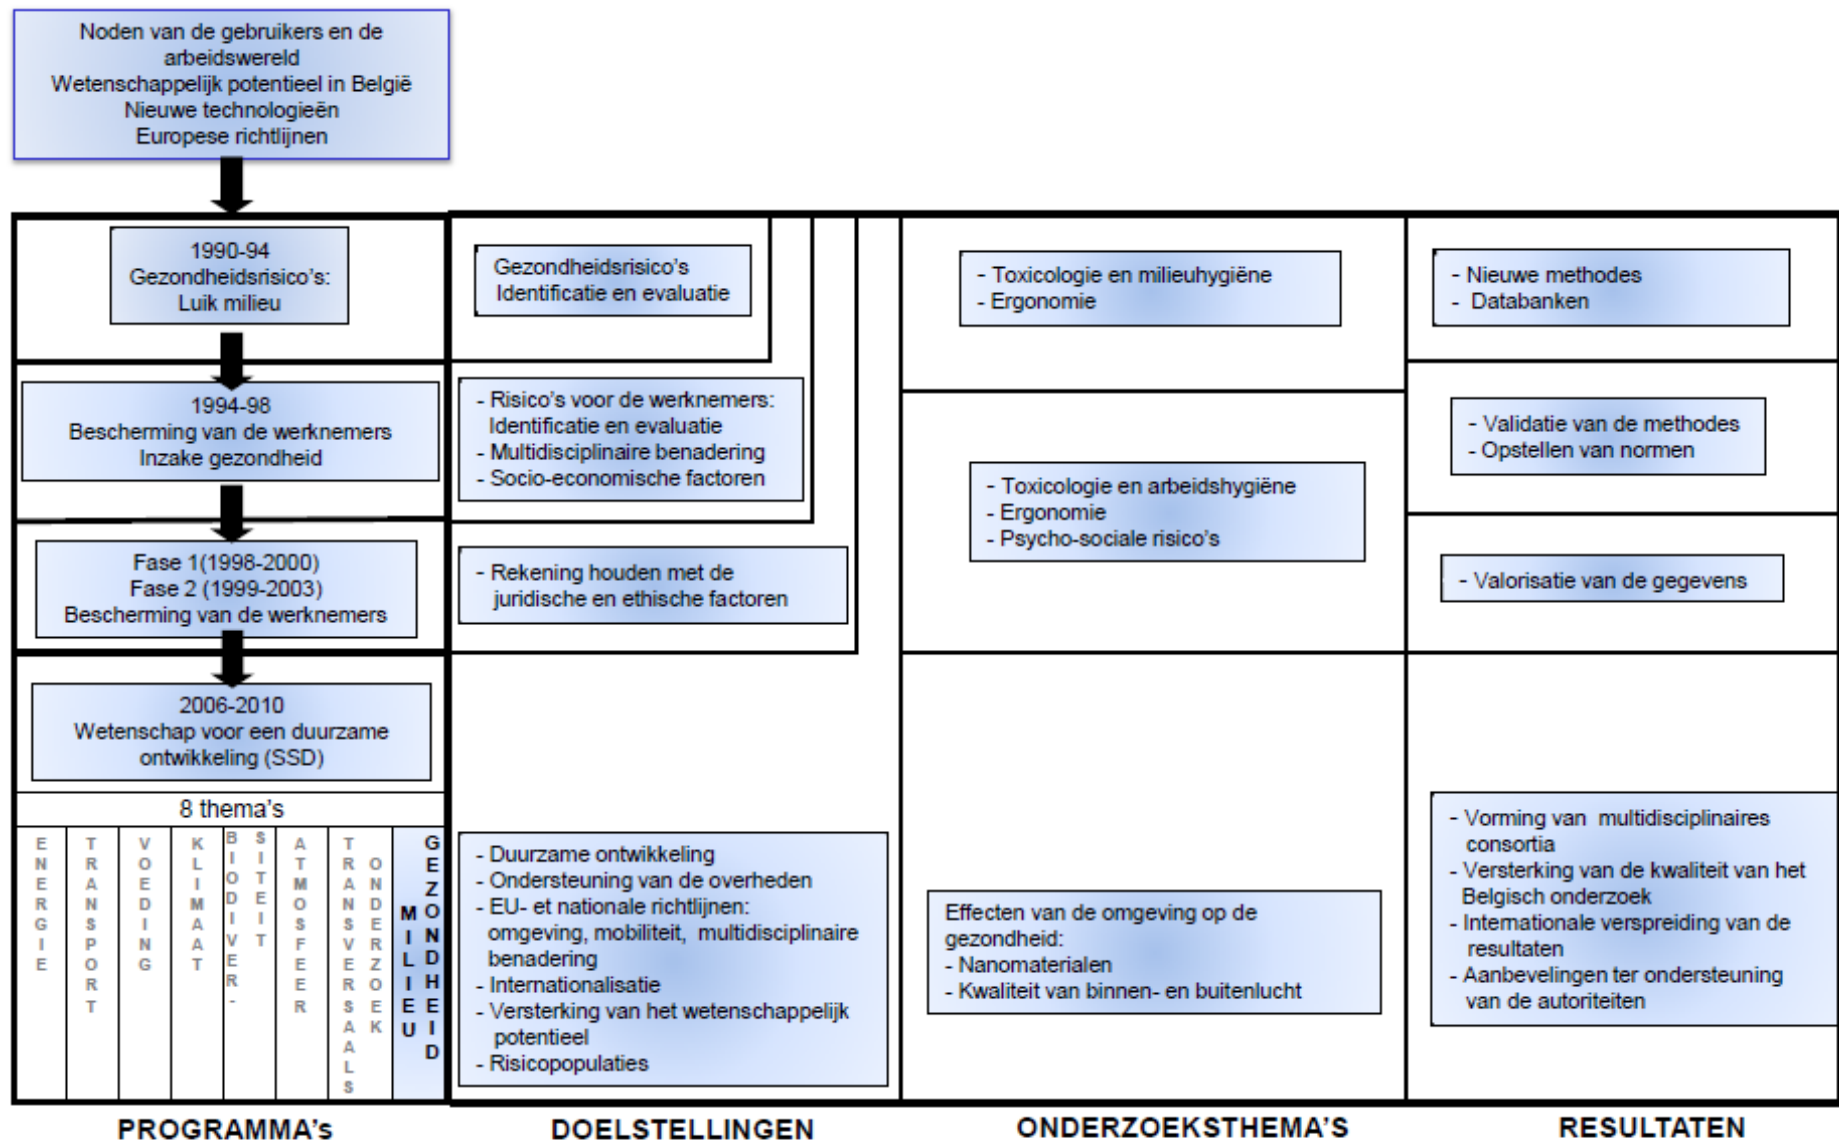 Noden van de gebruikers en de
arbeidswereld
Wetenschappelijk potentieel in België
Nieuwe technologieën
Europese richtlijnen
1990-94
Gezondheidsrisico's:
Luik milieu
Gezondheidsrisico's
Identificatie en evaluatie
- Toxicologie en milieuhygiëne
- Ergonomie
- Nieuwe methodes
- Databanken
1994-98
Bescherming van de werknemers
Inzake gezondheid
- Risico's voor de werknemers:
Identificatie en evaluatie
- Multidisciplinaire benadering
- Socio-economische factoren
- Toxicologie en arbeidshygiëne
- Ergonomie
- Psycho-sociale risico's
- Validatie van de methodes
- Opstellen van normen
Fase 1(1998-2000)
Fase 2 (1999-2003)
Bescherming van de werknemers
- Rekening houden met de
juridische en ethische factoren
- Valorisatie van de gegevens
2006-2010
Wetenschap voor een duurzame
ontwikkeling (SSD)
8 thema's
ENERGIE
TRANSPORT
VOEDING
KLIMAAT
BIODIVER-
SITEIT
ATMOSFEER
TRANSVERSAALS
ONDERZOEK
MILIEU
GEZONDHEID
- Duurzame ontwikkeling
- Ondersteuning van de overheden
- EU- et nationale richtlijnen:
omgeving, mobiliteit, multidisciplinaire
benadering
- Internationalisatie
- Versterking van het wetenschappelijk
potentieel
- Risicopopulaties
Effecten van de omgeving op de
gezondheid:
- Nanomaterialen
- Kwaliteit van binnen- en buitenlucht
- Vorming van multidisciplinaires
consortia
- Versterking van de kwaliteit van het
Belgisch onderzoek
- Internationale verspreiding van de
resultaten
- Aanbevelingen ter ondersteuning
van de autoriteiten
PROGRAMMA's
DOELSTELLINGEN
ONDERZOEKSTHEMA'S
RESULTATEN